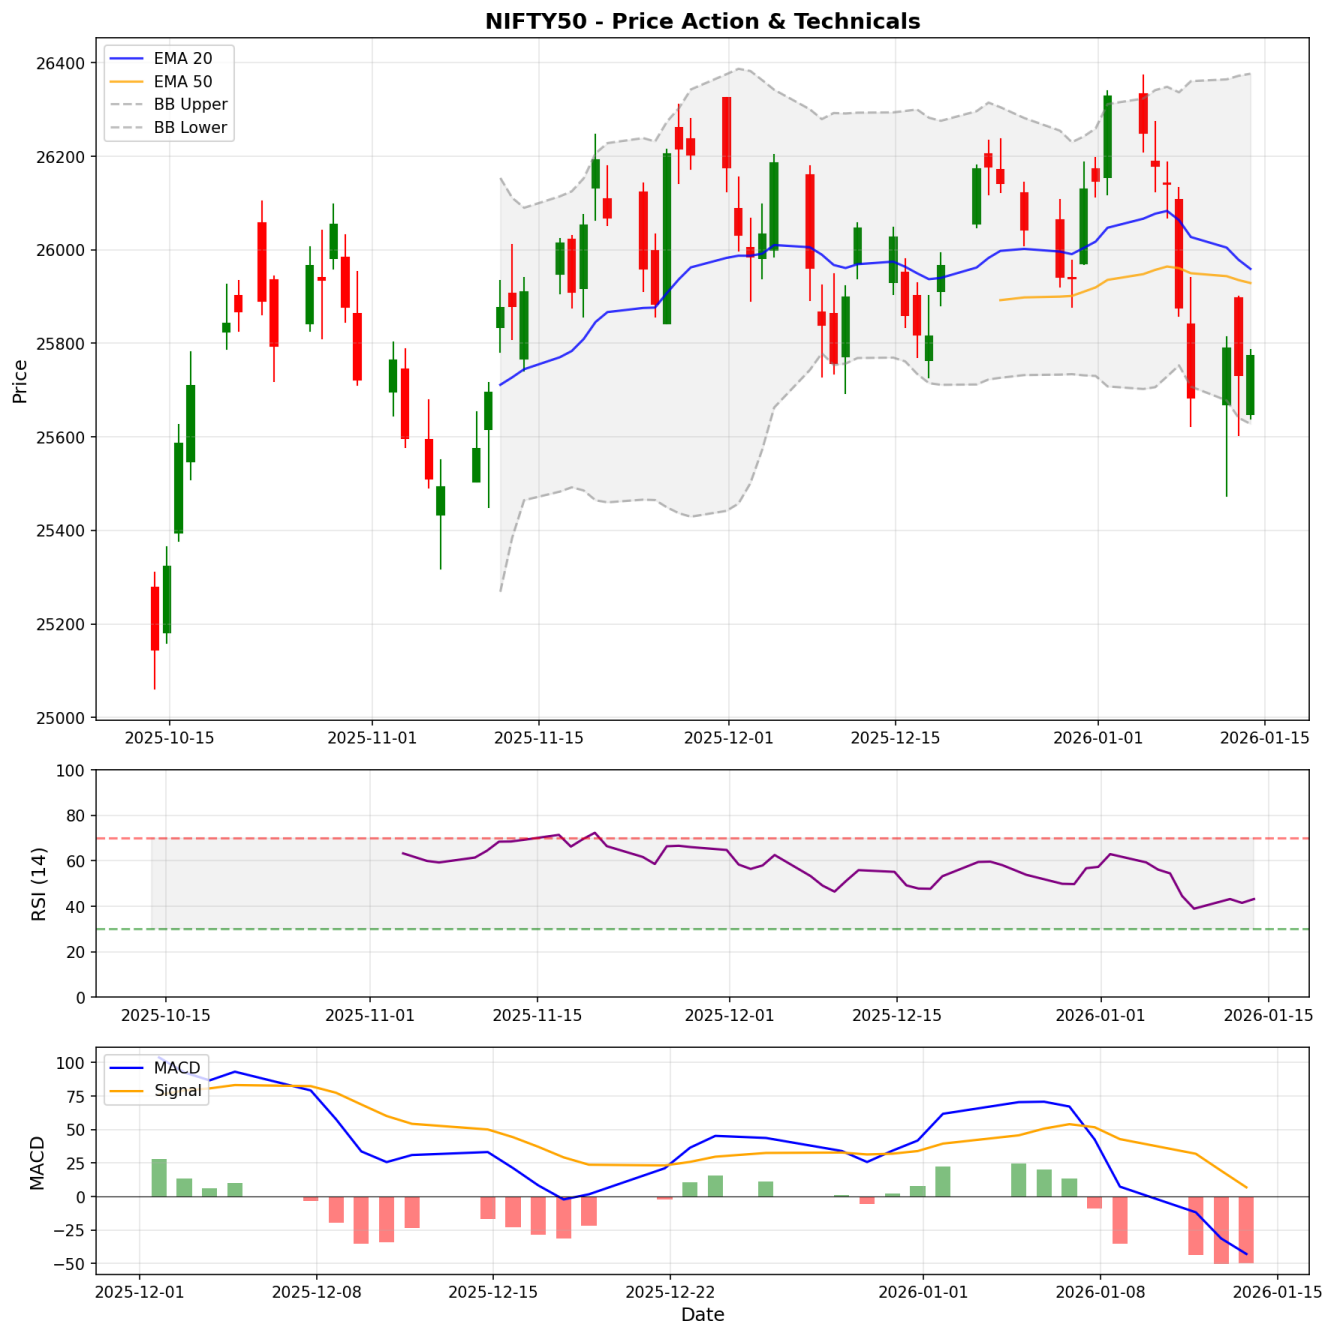 NIFTY50 - Price Action & Technicals
EMA 20
EMA 50
BB Upper
BB Lower
Price
26400
26200
26000
25800
25600
25400
25200
25000
2025-10-15 2025-11-01 2025-11-15 2025-12-01 2025-12-15 2026-01-01 2026-01-15
RSI (14)
100
80
60
40
20
0
2025-10-15 2025-11-01 2025-11-15 2025-12-01 2025-12-15 2026-01-01 2026-01-15
MACD
Signal
MACD
100
75
50
25
0
−25
−50
2025-12-01 2025-12-08 2025-12-15 2025-12-22 2026-01-01 2026-01-08 2026-01-15
Date